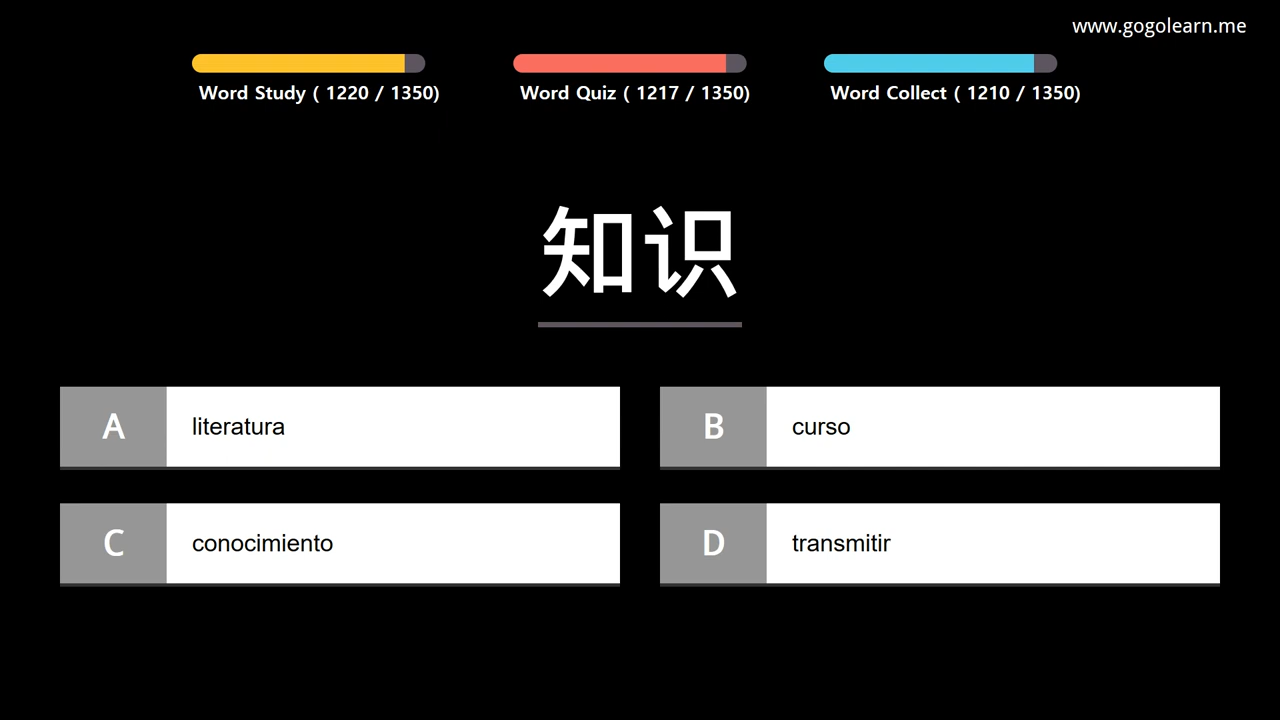 www.gogolearn.me
Word Study ( 1220 / 1350)
Word Quiz ( 1217 / 1350)
Word Collect ( 1210 / 1350)
知识
A
literatura
B
curso
C
conocimiento
D
transmitir